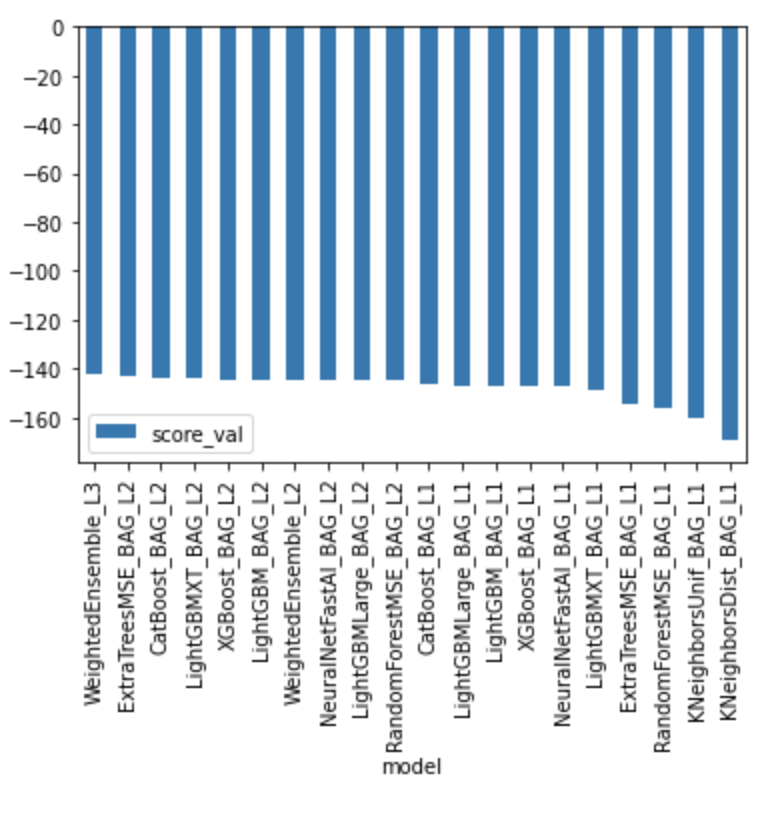 0
−20
−40
−60
−80
−100
−120
−140
−160
score_val
WeightedEnsemble_L3
ExtraTreesMSE_BAG_L2
CatBoost_BAG_L2
LightGBMXT_BAG_L2
XGBoost_BAG_L2
LightGBM_BAG_L2
WeightedEnsemble_L2
NeuralNetFastAI_BAG_L2
LightGBMLarge_BAG_L2
RandomForestMSE_BAG_L2
CatBoost_BAG_L1
LightGBMLarge_BAG_L1
LightGBM_BAG_L1
XGBoost_BAG_L1
NeuralNetFastAI_BAG_L1
LightGBMXT_BAG_L1
ExtraTreesMSE_BAG_L1
RandomForestMSE_BAG_L1
KNeighborsUnif_BAG_L1
KNeighborsDist_BAG_L1
model